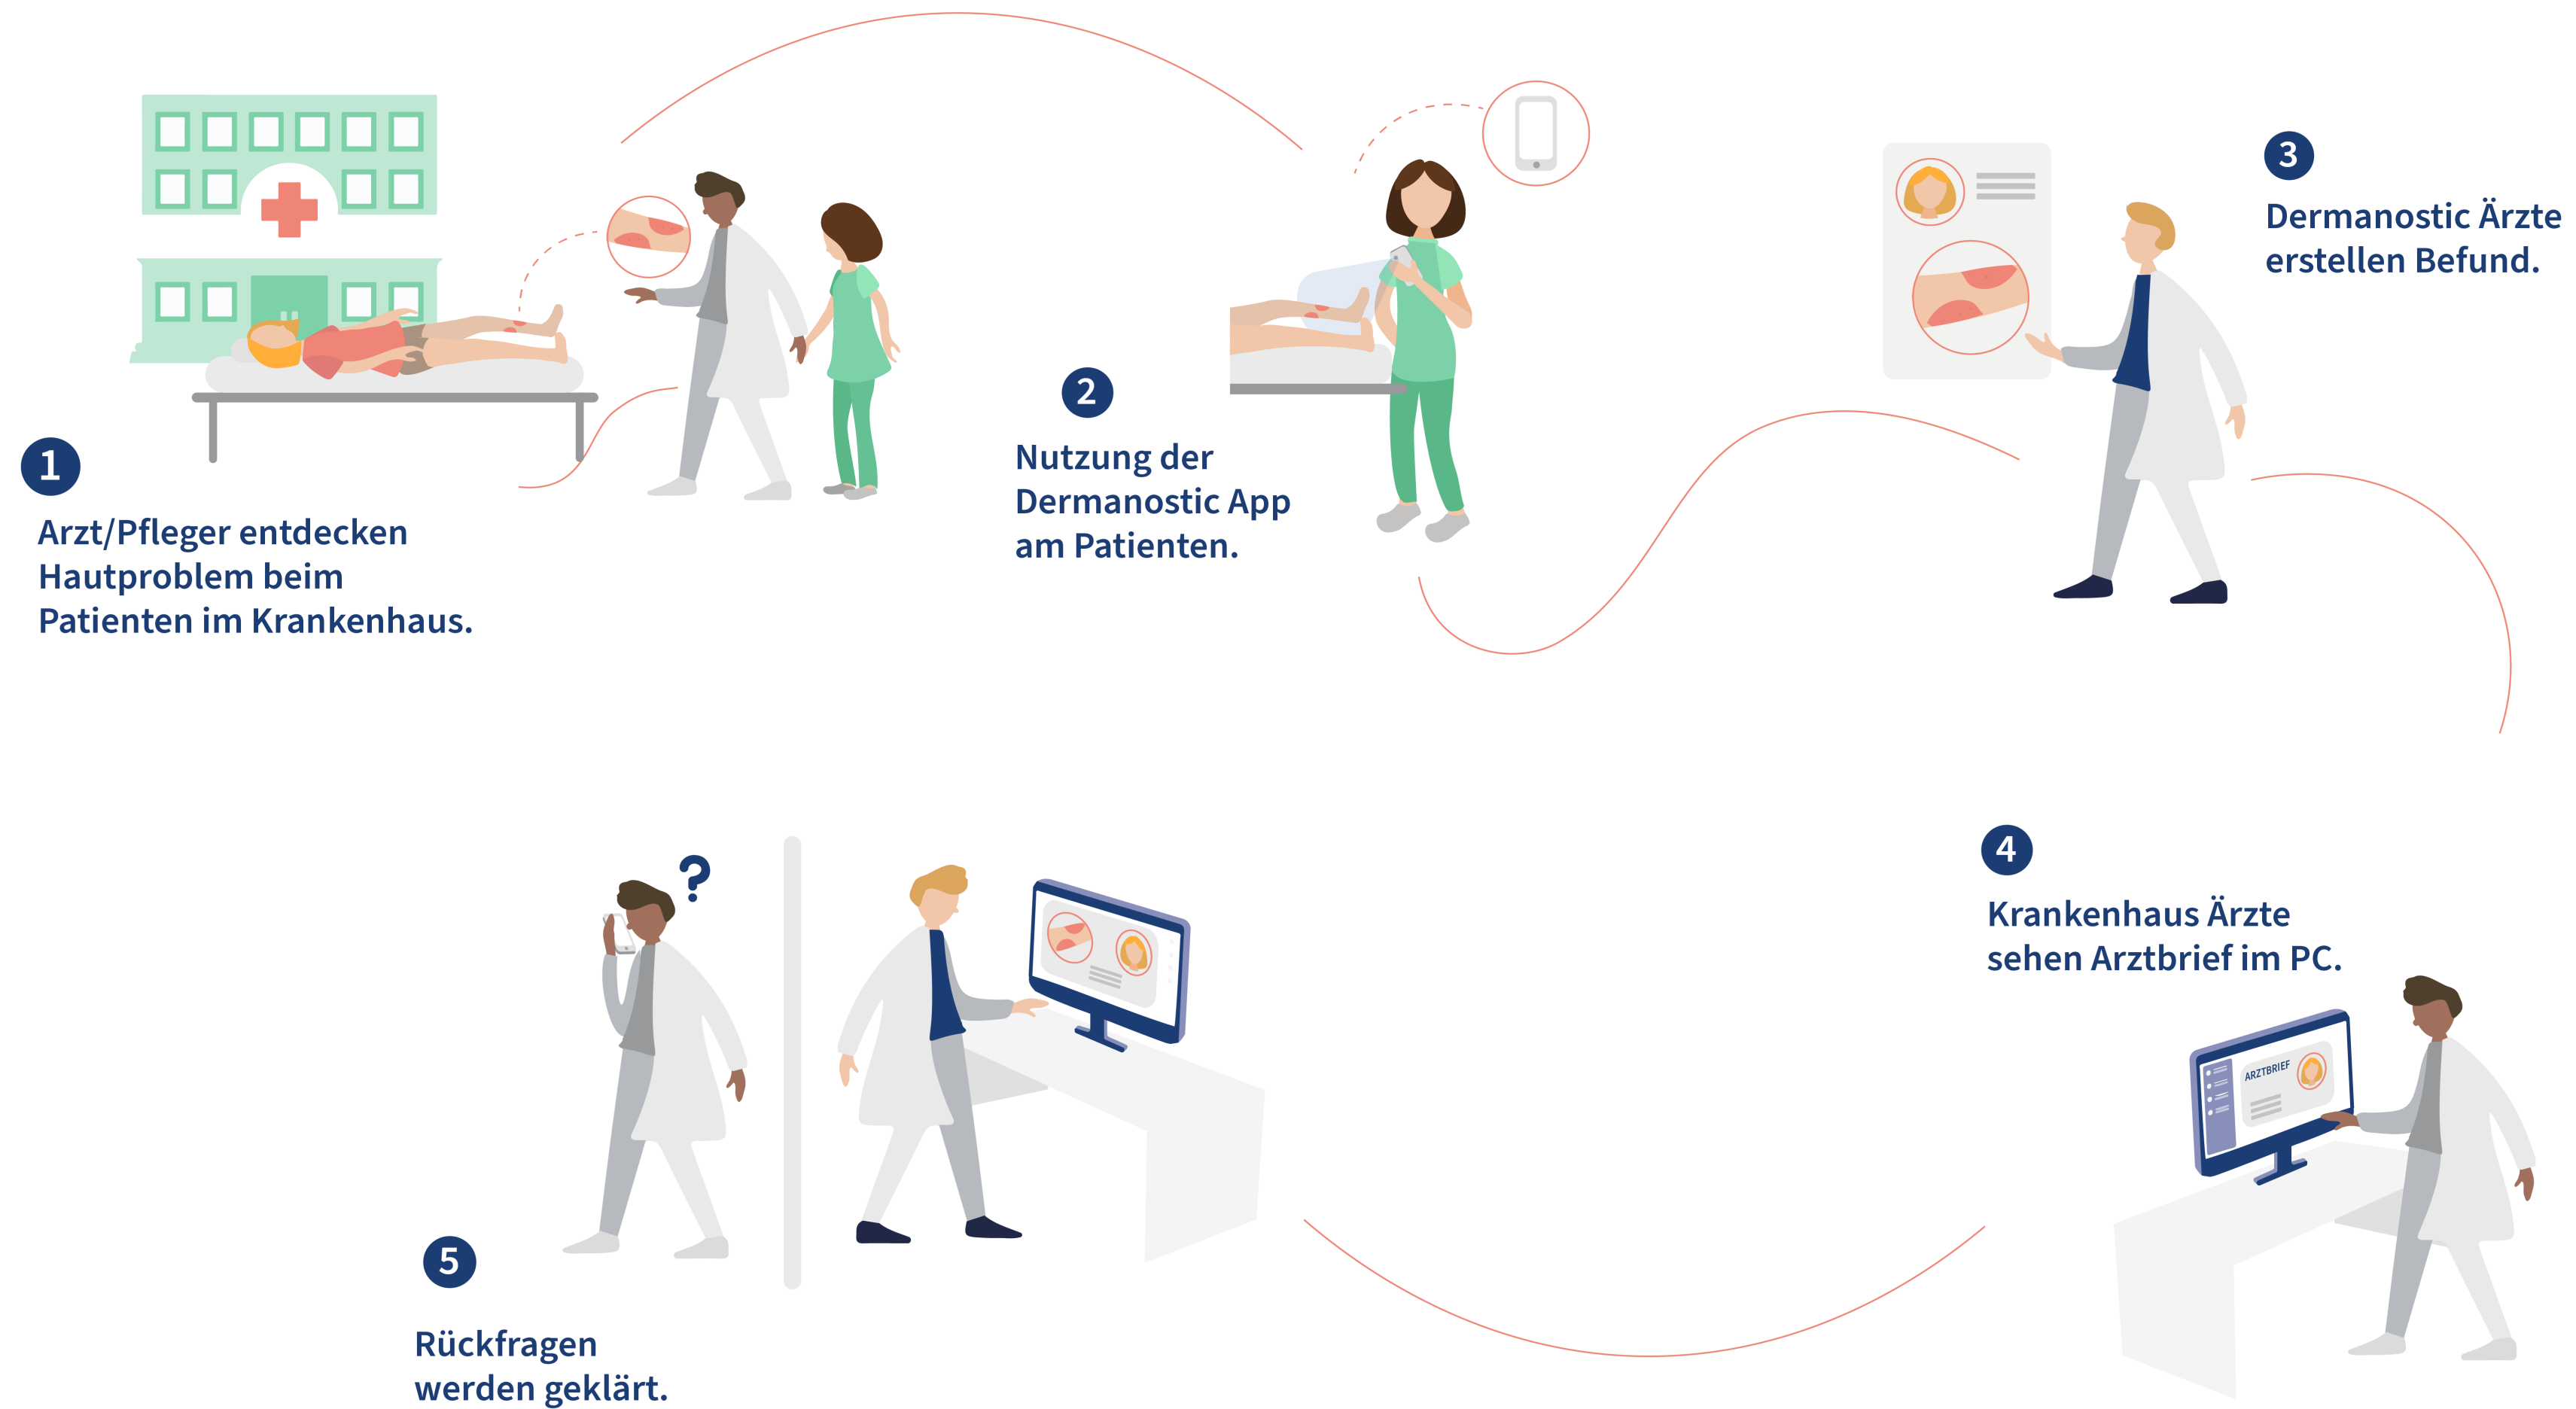 1
Arzt/Pfleger entdecken
Hautproblem beim
Patienten im Krankenhaus.
2
Nutzung der
Dermanostic App
am Patienten.
3
Dermanostic Ärzte
erstellen Befund.
4
Krankenhaus Ärzte
sehen Arztbrief im PC.
ARZTBRIEF
?
5
Rückfragen
werden geklärt.